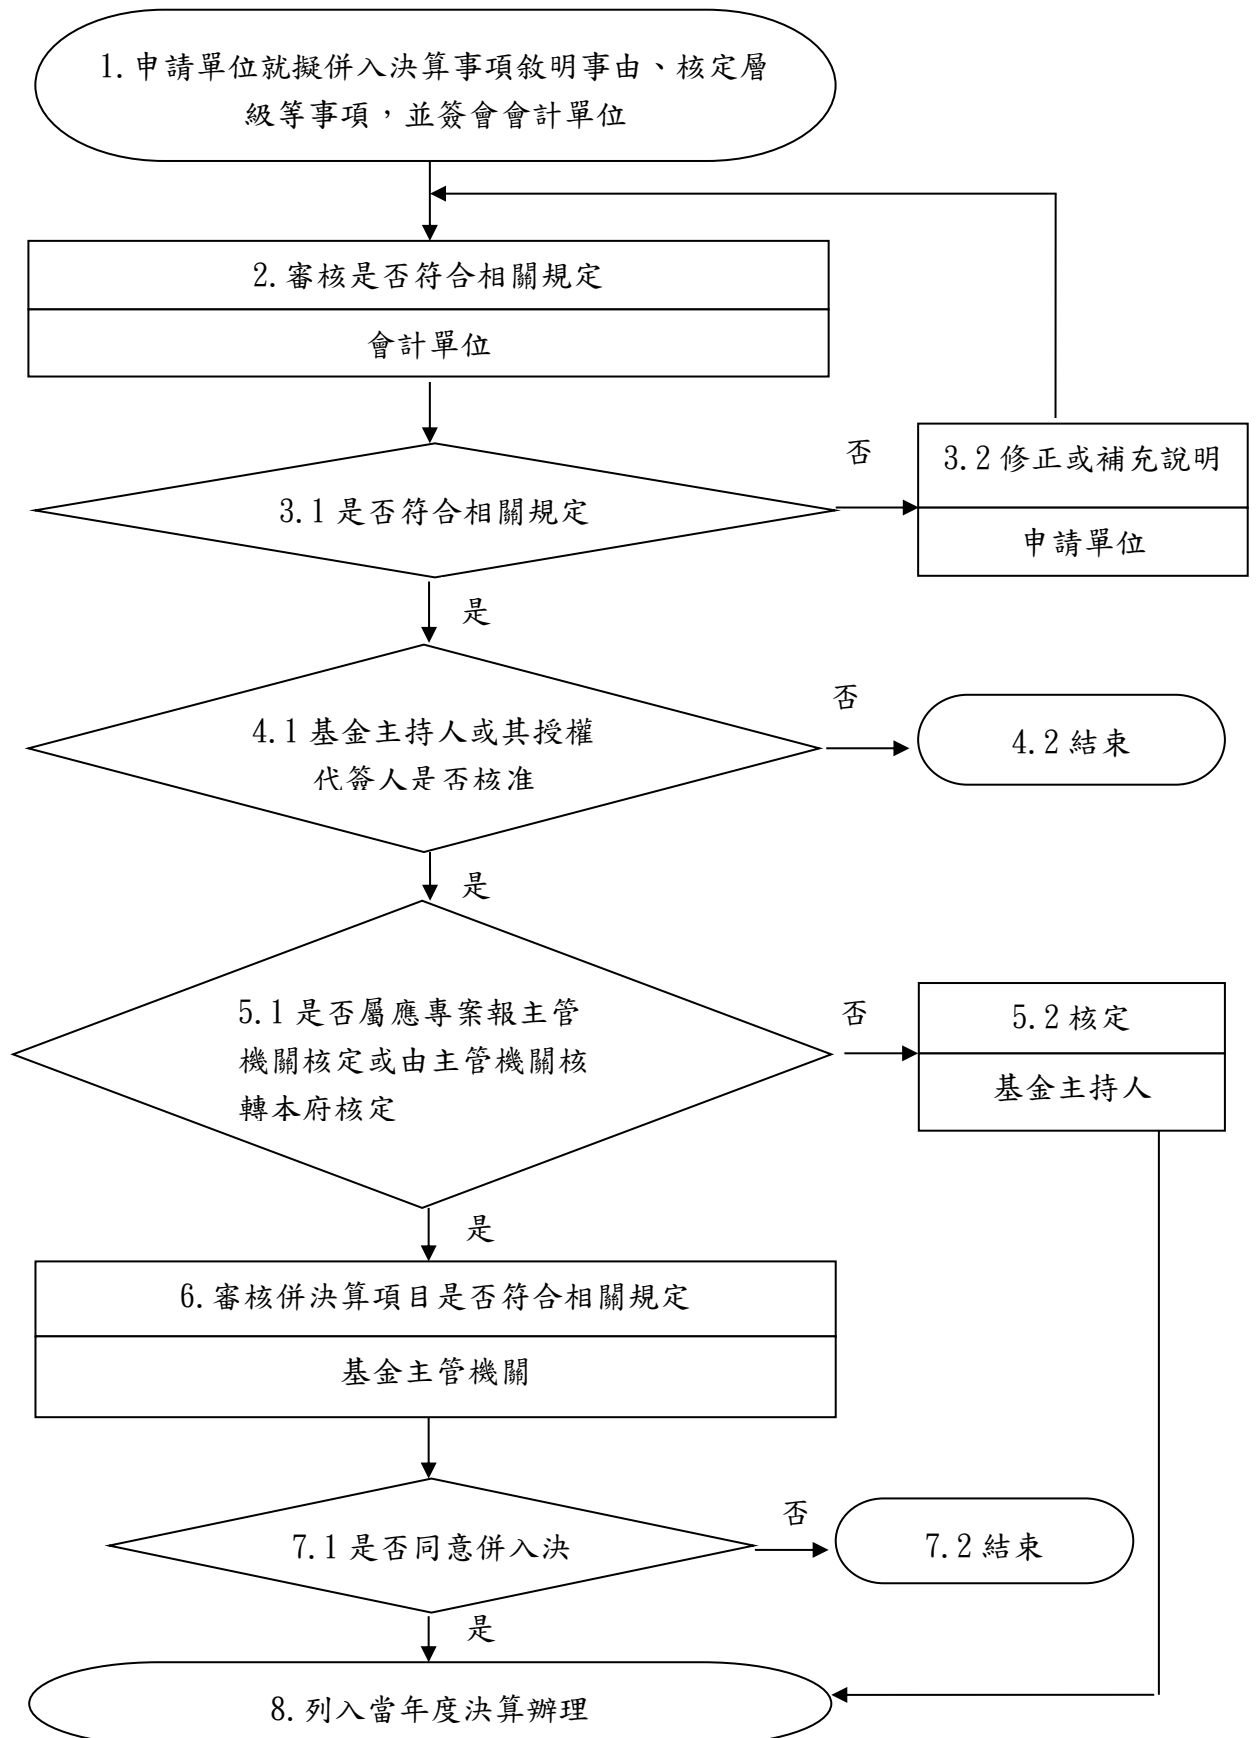 1.申請單位就擬併入決算事項敘明事由、核定層
級等事項，並簽會會計單位
2.審核是否符合相關規定
會計單位
3.1是否符合相關規定
否
3.2修正或補充說明
申請單位
是
4.1基金主持人或其授權
代簽人是否核准
否
4.2結束
是
5.1是否屬應專案報主管
機關核定或由主管機關核
轉本府核定
否
5.2核定
基金主持人
是
6.審核併決算項目是否符合相關規定
基金主管機關
7.1是否同意併入決
否
7.2結束
是
8.列入當年度決算辦理